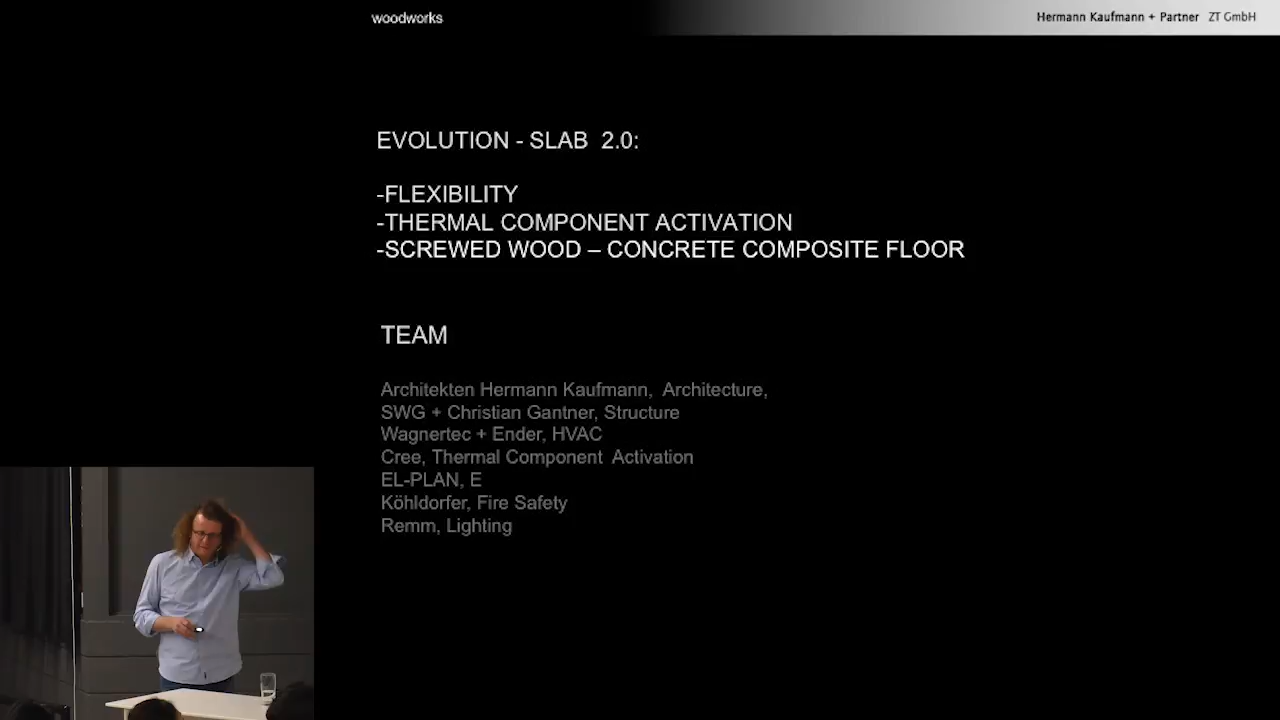 woodworks
Hermann Kaufmann + Partner ZT GmbH
EVOLUTION - SLAB 2.0:
-FLEXIBILITY
-THERMAL COMPONENT ACTIVATION
-SCREWED WOOD – CONCRETE COMPOSITE FLOOR
TEAM
Architekten Hermann Kaufmann, Architecture,
SWG + Christian Gantner, Structure
Wagnertec + Ender, HVAC
Cree, Thermal Component Activation
EL-PLAN, E
Köhldorfer, Fire Safety
Remm, Lighting